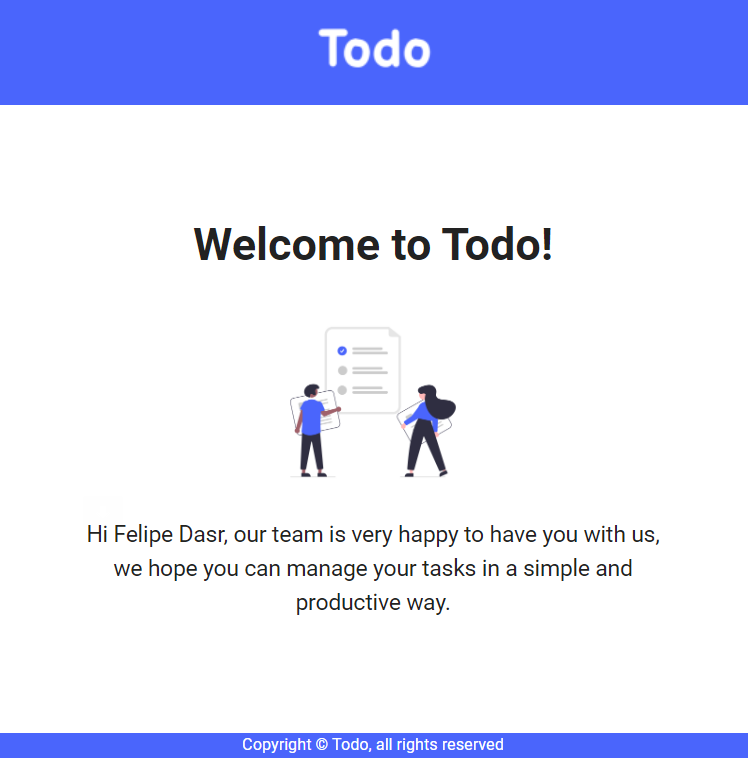 Todo
Welcome to Todo!
Hi Felipe Dasr, our team is very happy to have you with us,
we hope you can manage your tasks in a simple and
productive way.
Copyright © Todo, all rights reserved